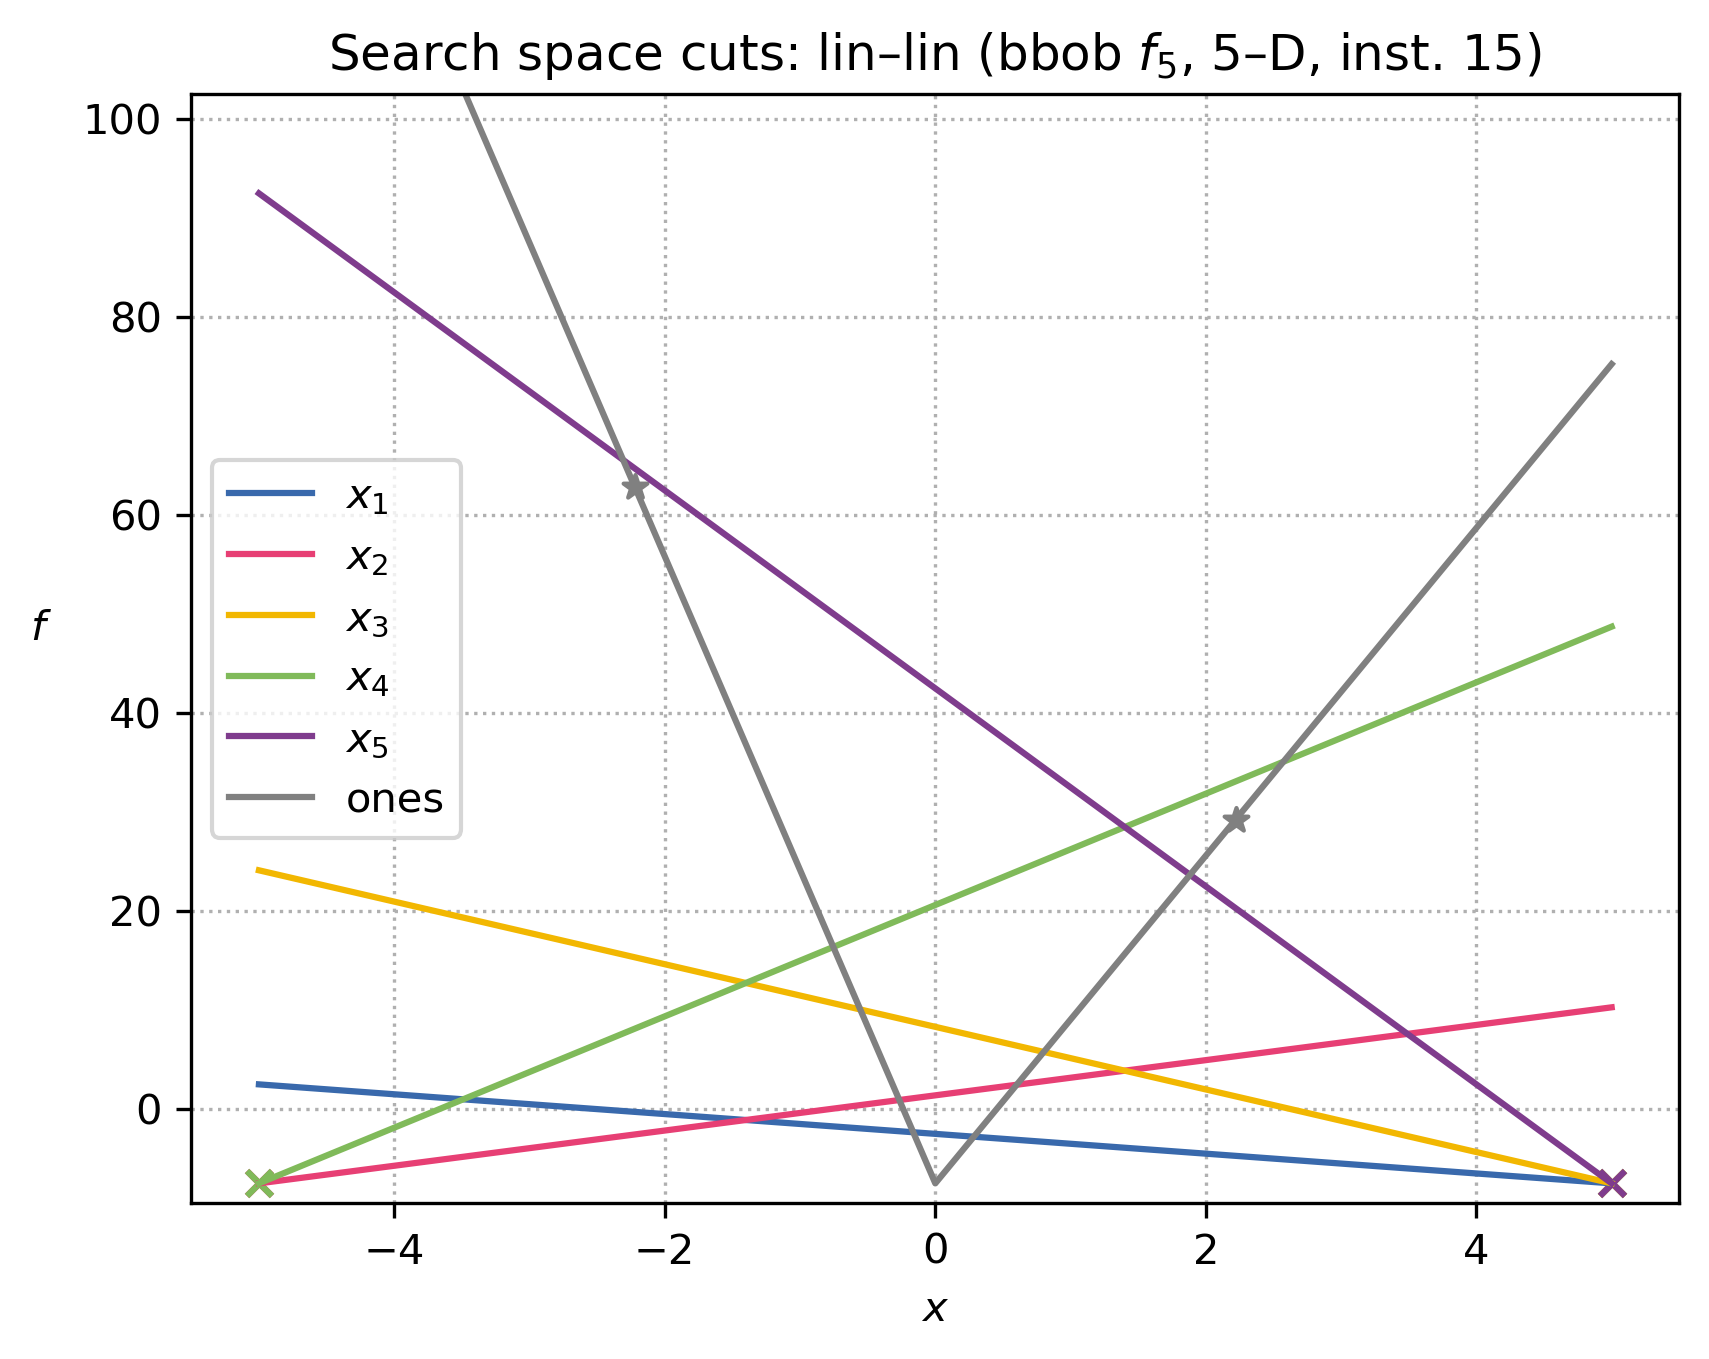 Search space cuts: lin–lin (bbob f₅, 5–D, inst. 15)
100
80
60
40
20
0
f
x₁
x₂
x₃
x₄
x₅
ones
−4 −2 0 2 4
x